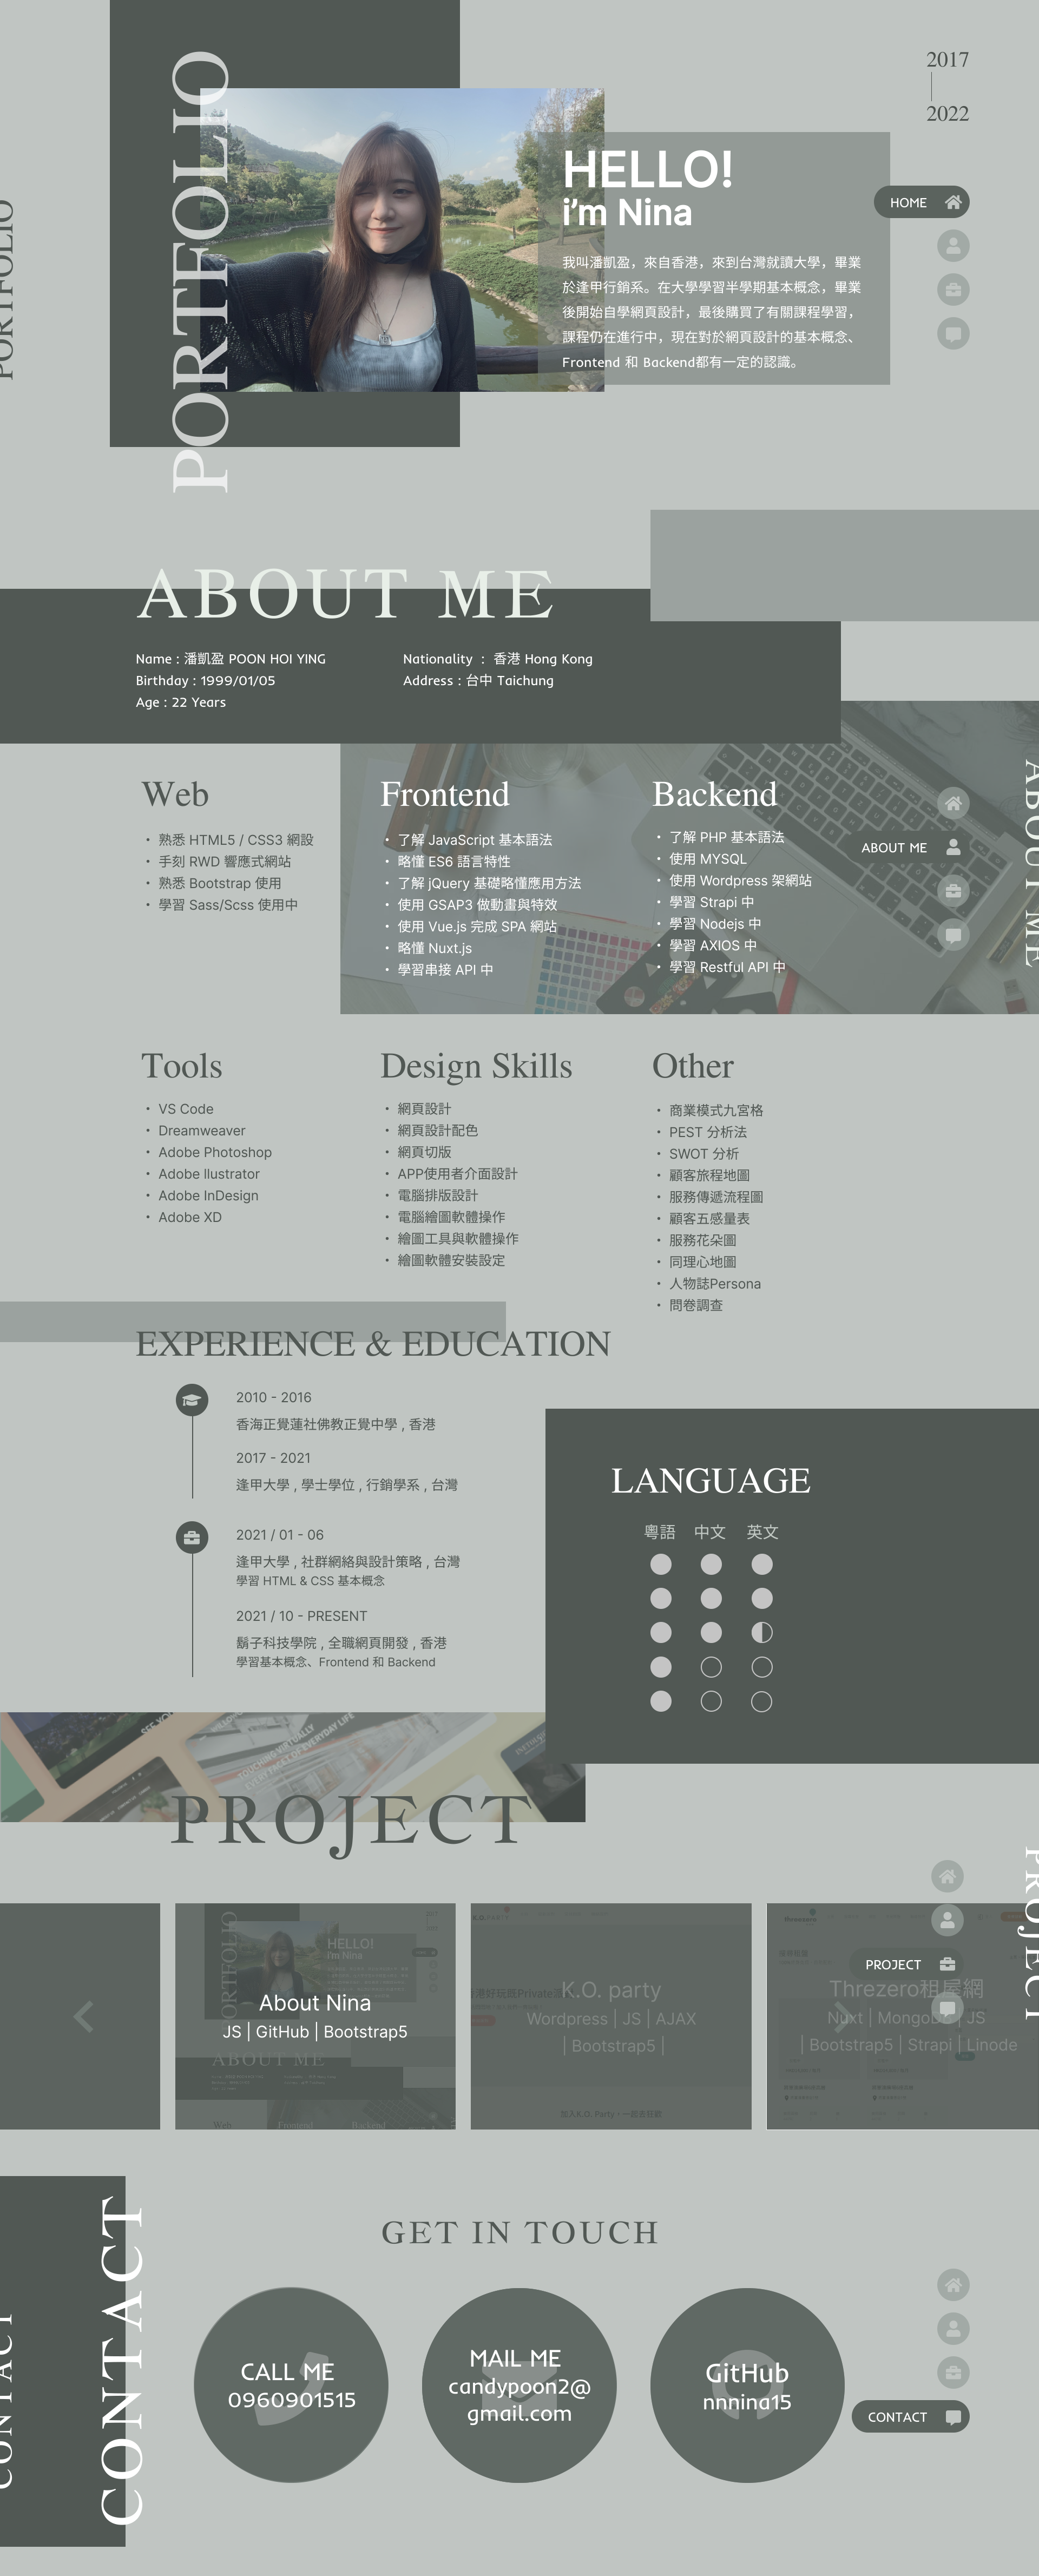 PORTFOLIO
PORTFOLIO
2017
2022
HELLO!
i'm Nina
我叫潘凱盈，來自香港，來到台灣就讀大學，畢業
於逢甲行銷系。在大學學習半學期基本概念，畢業
後開始自學網頁設計，最後購買了有關課程學習，
課程仍在進行中，現在對於網頁設計的基本概念、
Frontend 和 Backend都有一定的認識。
HOME
ABOUT ME
Name : 潘凱盈 POON HOI YING
Birthday : 1999/01/05
Age : 22 Years
Nationality ： 香港 Hong Kong
Address : 台中 Taichung
Web
・ 熟悉 HTML5 / CSS3 網設
・ 手刻 RWD 響應式網站
・ 熟悉 Bootstrap 使用
・ 學習 Sass/Scss 使用中
Frontend
・ 了解 JavaScript 基本語法
・ 略懂 ES6 語言特性
・ 了解 jQuery 基礎略懂應用方法
・ 使用 GSAP3 做動畫與特效
・ 使用 Vue.js 完成 SPA 網站
・ 略懂 Nuxt.js
・ 學習串接 API 中
Backend
・ 了解 PHP 基本語法
・ 使用 MYSQL
・ 使用 Wordpress 架網站
・ 學習 Strapi 中
・ 學習 Nodejs 中
・ 學習 AXIOS 中
・ 學習 Restful API 中
ABOUT ME
ABOUT ME
Tools
・ VS Code
・ Dreamweaver
・ Adobe Photoshop
・ Adobe llustrator
・ Adobe InDesign
・ Adobe XD
Design Skills
・ 網頁設計
・ 網頁設計配色
・ 網頁切版
・ APP使用者介面設計
・ 電腦排版設計
・ 電腦繪圖軟體操作
・ 繪圖工具與軟體操作
・ 繪圖軟體安裝設定
Other
・ 商業模式九宮格
・ PEST 分析法
・ SWOT 分析
・ 顧客旅程地圖
・ 服務傳遞流程圖
・ 顧客五感量表
・ 服務花朵圖
・ 同理心地圖
・ 人物誌Persona
・ 問卷調查
EXPERIENCE & EDUCATION
2010 - 2016
香海正覺蓮社佛教正覺中學 , 香港
2017 - 2021
逢甲大學 , 學士學位 , 行銷學系 , 台灣
2021 / 01 - 06
逢甲大學 , 社群網絡與設計策略 , 台灣
學習 HTML & CSS 基本概念
2021 / 10 - PRESENT
鬍子科技學院 , 全職網頁開發 , 香港
學習基本概念、Frontend 和 Backend
LANGUAGE
粵語 中文 英文
TOUCHING VIRTUALLY
EVERY FACET OF EVERYDAY LIFE
PROJECT
PROJECT
PROJECT
About Nina
JS | GitHub | Bootstrap5
PORTFOLIO
HELLO!
i'm Nina
ABOUT ME
Web Frontend Backend
K.O. party
Wordpress | JS | AJAX
| Bootstrap5 |
加入K.O. Party，一起去狂歡
Threzero租屋網
Nuxt | MongoDB | JS
| Bootstrap5 | Strapi | Linode
CONTACT
CONTACT
GET IN TOUCH
CALL ME
0960901515
MAIL ME
candypoon2@
gmail.com
GitHub
nnnina15
CONTACT